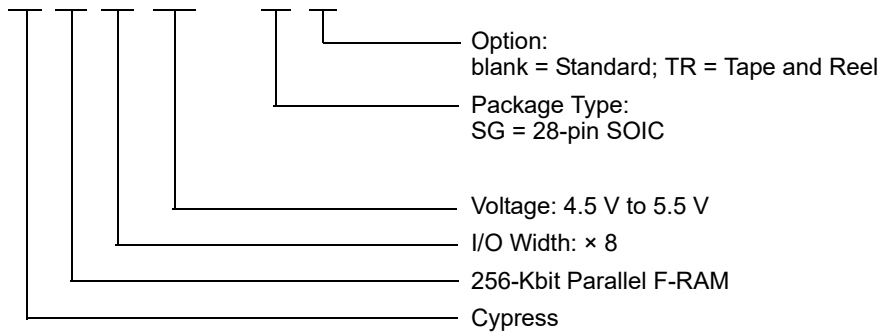 Option:
blank = Standard; TR = Tape and Reel
Package Type:
SG = 28-pin SOIC
Voltage: 4.5 V to 5.5 V
I/O Width: × 8
256-Kbit Parallel F-RAM
Cypress